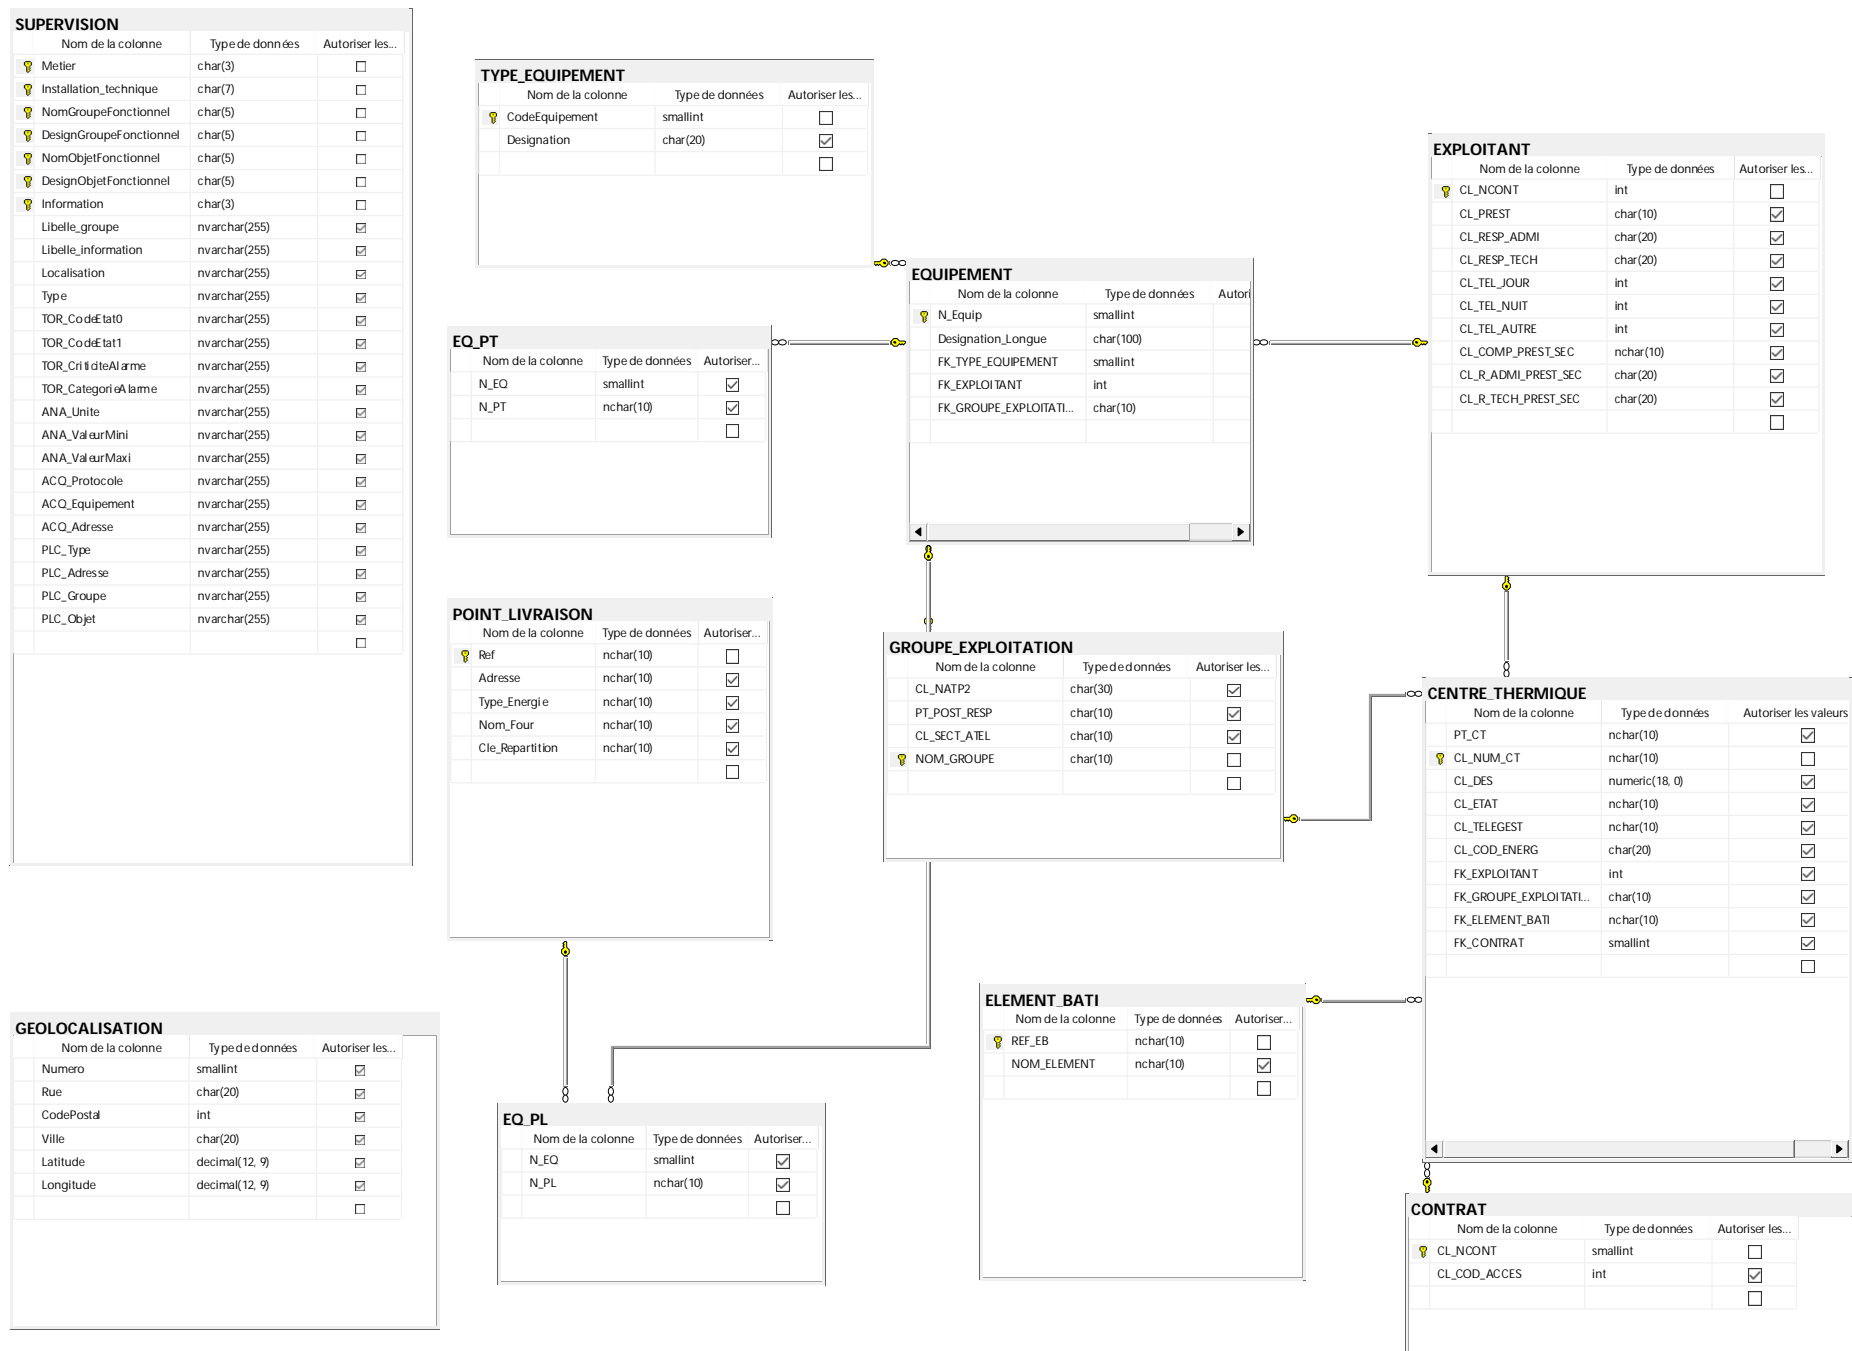 SUPERVISION
Nom de la colonne Type de données Autoriser les...
Metier char(3)
Installation_technique char(7)
NomGroupeFonctionnel char(5)
DesignGroupeFonctionnel char(5)
NomObjetFonctionnel char(5)
DesignObjetFonctionnel char(5)
Information char(3)
Libelle_groupe nvarchar(255)
Libelle_information nvarchar(255)
Localisation nvarchar(255)
Type nvarchar(255)
TOR_CodeEtat0 nvarchar(255)
TOR_CodeEtat1 nvarchar(255)
TOR_CriticiteAlarme nvarchar(255)
TOR_CategorieAlarme nvarchar(255)
ANA_Unite nvarchar(255)
ANA_ValeurMini nvarchar(255)
ANA_ValeurMaxi nvarchar(255)
ACQ_Protocole nvarchar(255)
ACQ_Equipement nvarchar(255)
ACQ_Adresse nvarchar(255)
PLC_Type nvarchar(255)
PLC_Adresse nvarchar(255)
PLC_Groupe nvarchar(255)
PLC_Objet nvarchar(255)
TYPE_EQUIPEMENT
Nom de la colonne Type de données Autoriser les...
CodeEquipement smallint
Designation char(20)
EXPLOITANT
Nom de la colonne Type de données Autoriser les...
CL_NCONT int
CL_PREST char(10)
CL_RESP_ADMI char(20)
CL_RESP_TECH char(20)
CL_TEL_JOUR int
CL_TEL_NUIT int
CL_TEL_AUTRE int
CL_COMP_PREST_SEC nchar(10)
CL_R_ADMI_PREST_SEC char(20)
CL_R_TECH_PREST_SEC char(20)
EQUIPEMENT
Nom de la colonne Type de données Autori
N_Equip smallint
Designation_Longue char(100)
FK_TYPE_EQUIPEMENT smallint
FK_EXPLOITANT int
FK_GROUPE_EXPLOITATI... char(10)
EQ_PT
Nom de la colonne Type de données Autoriser...
N_EQ smallint
N_PT nchar(10)
POINT_LIVRAISON
Nom de la colonne Type de données Autoriser...
Ref nchar(10)
Adresse nchar(10)
Type_Energie nchar(10)
Nom_Four nchar(10)
Cle_Repartition nchar(10)
GROUPE_EXPLOITATION
Nom de la colonne Type de données Autoriser les...
CL_NATP2 char(30)
PT_POST_RESP char(10)
CL_SECT_ATEL char(10)
NOM_GROUPE char(10)
CENTRE_THERMIQUE
Nom de la colonne Type de données Autoriser les valeurs
PT_CT nchar(10)
CL_NUM_CT nchar(10)
CL_DES numeric(18, 0)
CL_ETAT nchar(10)
CL_TELEGEST nchar(10)
CL_COD_ENERG char(20)
FK_EXPLOITANT int
FK_GROUPE_EXPLOITATI... char(10)
FK_ELEMENT_BATI nchar(10)
FK_CONTRAT smallint
ELEMENT_BATI
Nom de la colonne Type de données Autoriser...
REF_EB nchar(10)
NOM_ELEMENT nchar(10)
GEOLOCALISATION
Nom de la colonne Type de données Autoriser les...
Numero smallint
Rue char(20)
CodePostal int
Ville char(20)
Latitude decimal(12, 9)
Longitude decimal(12, 9)
EQ_PL
Nom de la colonne Type de données Autoriser...
N_EQ smallint
N_PL nchar(10)
CONTRAT
Nom de la colonne Type de données Autoriser les...
CL_NCONT smallint
CL_COD_ACCES int